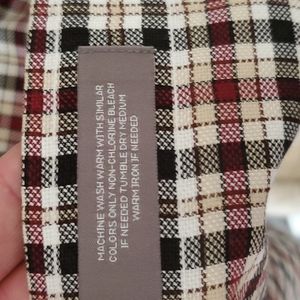 MACHINE WASH WARM WITH SIMILAR
COLORS ONLY NON-CHLORINE BLEACH
IF NEEDED TUMBLE DRY MEDIUM
WARM IRON IF NEEDED